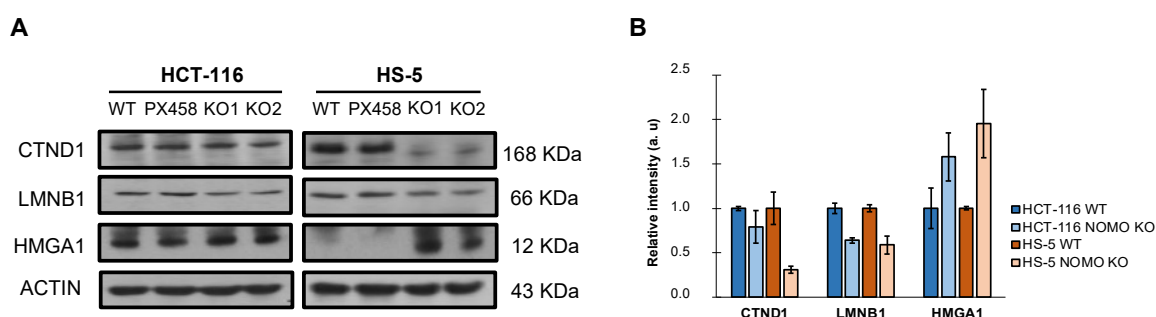 A
HCT-116 HS-5
WT PX458 KO1 KO2 WT PX458 KO1 KO2
CTND1 168 KDa
LMNB1 66 KDa
HMGA1 12 KDa
ACTIN 43 KDa
B
Relative intensity (a. u)
2.5
2.0
1.5
1.0
0.5
0.0
CTND1 LMNB1 HMGA1
HCT-116 WT
HCT-116 NOMO KO
HS-5 WT
HS-5 NOMO KO